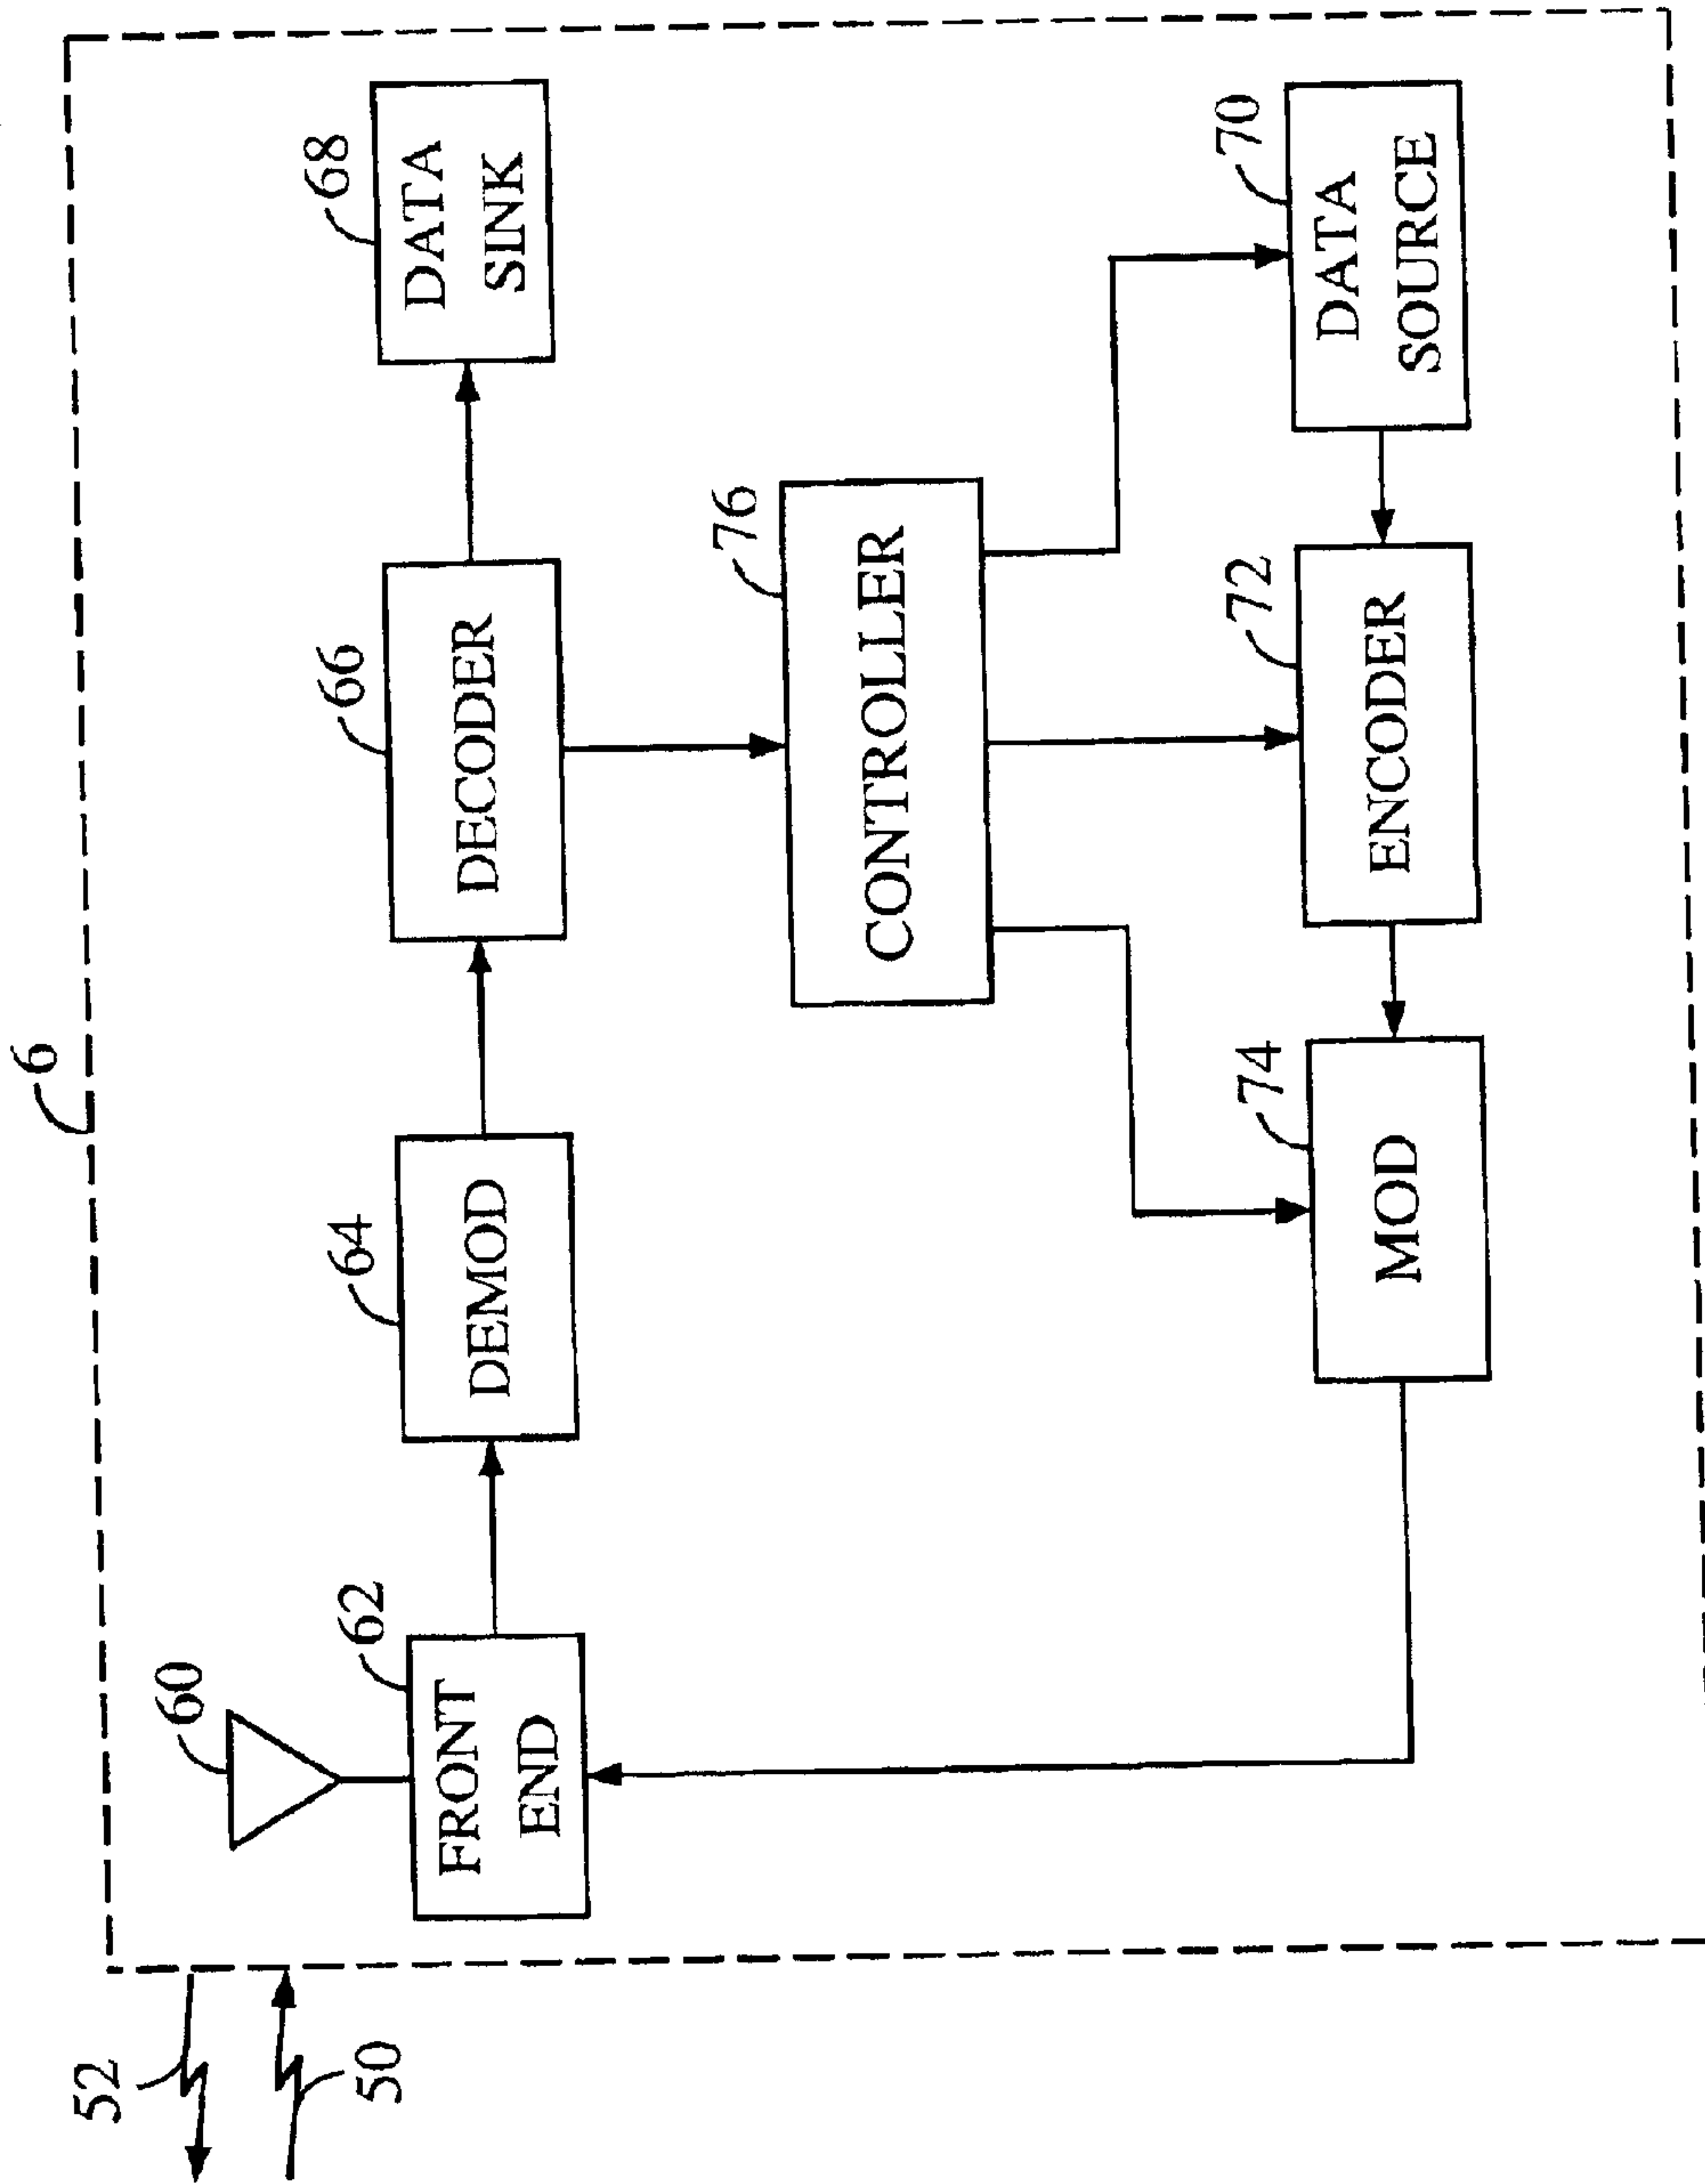 6
52
50
60
62
FRONT
END
64
DEMOD
66
DECODER
68
DATA
SINK
76
CONTROLLER
74
MOD
72
ENCODER
70
DATA
SOURCE